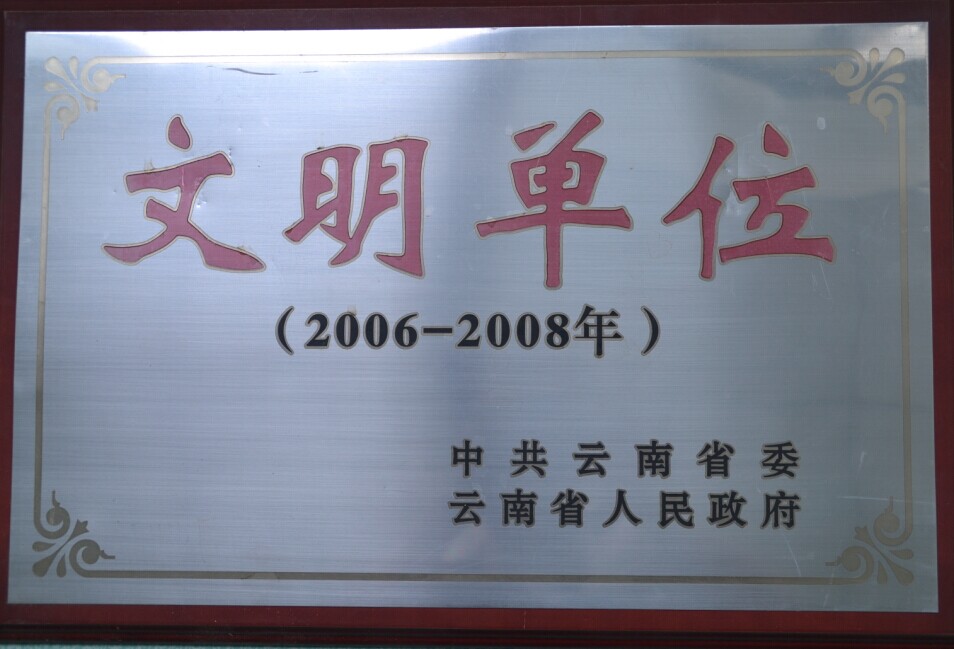 文明单位
（2006-2008年）
中共云南省委
云南省人民政府